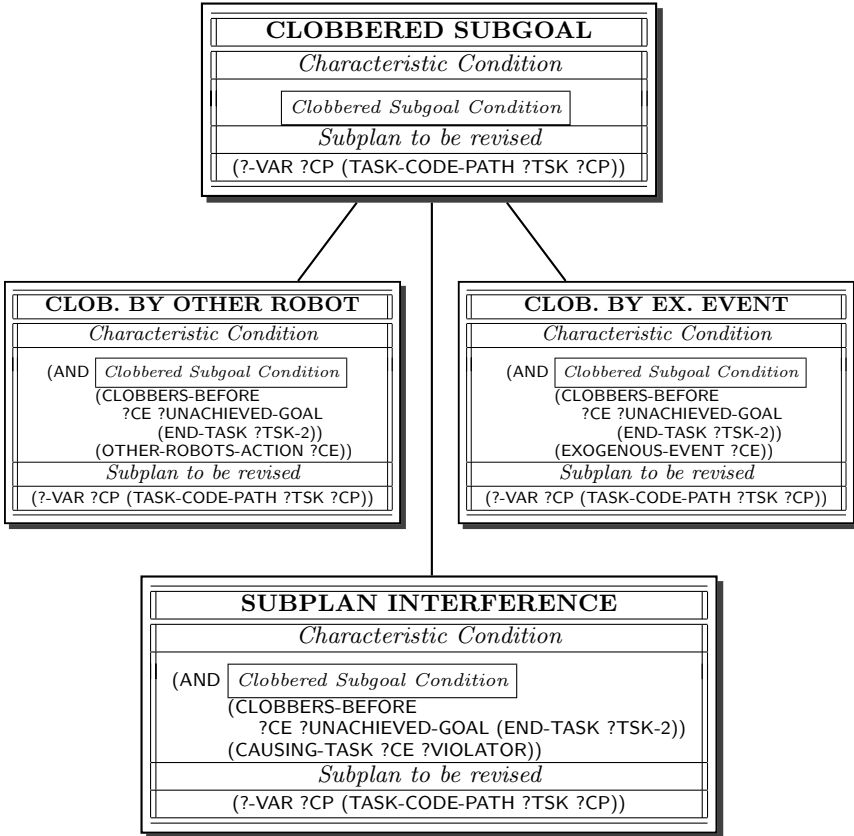 CLOBBERED SUBGOAL
Characteristic Condition
Clobbered Subgoal Condition
Subplan to be revised
(?-VAR ?CP (TASK-CODE-PATH ?TSK ?CP))
CLOB. BY OTHER ROBOT
Characteristic Condition
(AND Clobbered Subgoal Condition
(CLOBBERS-BEFORE
?CE ?UNACHIEVED-GOAL
(END-TASK ?TSK-2))
(OTHER-ROBOTS-ACTION ?CE))
Subplan to be revised
(?-VAR ?CP (TASK-CODE-PATH ?TSK ?CP))
CLOB. BY EX. EVENT
Characteristic Condition
(AND Clobbered Subgoal Condition
(CLOBBERS-BEFORE
?CE ?UNACHIEVED-GOAL
(END-TASK ?TSK-2))
(EXOGENOUS-EVENT ?CE))
Subplan to be revised
(?-VAR ?CP (TASK-CODE-PATH ?TSK ?CP))
SUBPLAN INTERFERENCE
Characteristic Condition
(AND Clobbered Subgoal Condition
(CLOBBERS-BEFORE
?CE ?UNACHIEVED-GOAL (END-TASK ?TSK-2))
(CAUSING-TASK ?CE ?VIOLATOR))
Subplan to be revised
(?-VAR ?CP (TASK-CODE-PATH ?TSK ?CP))